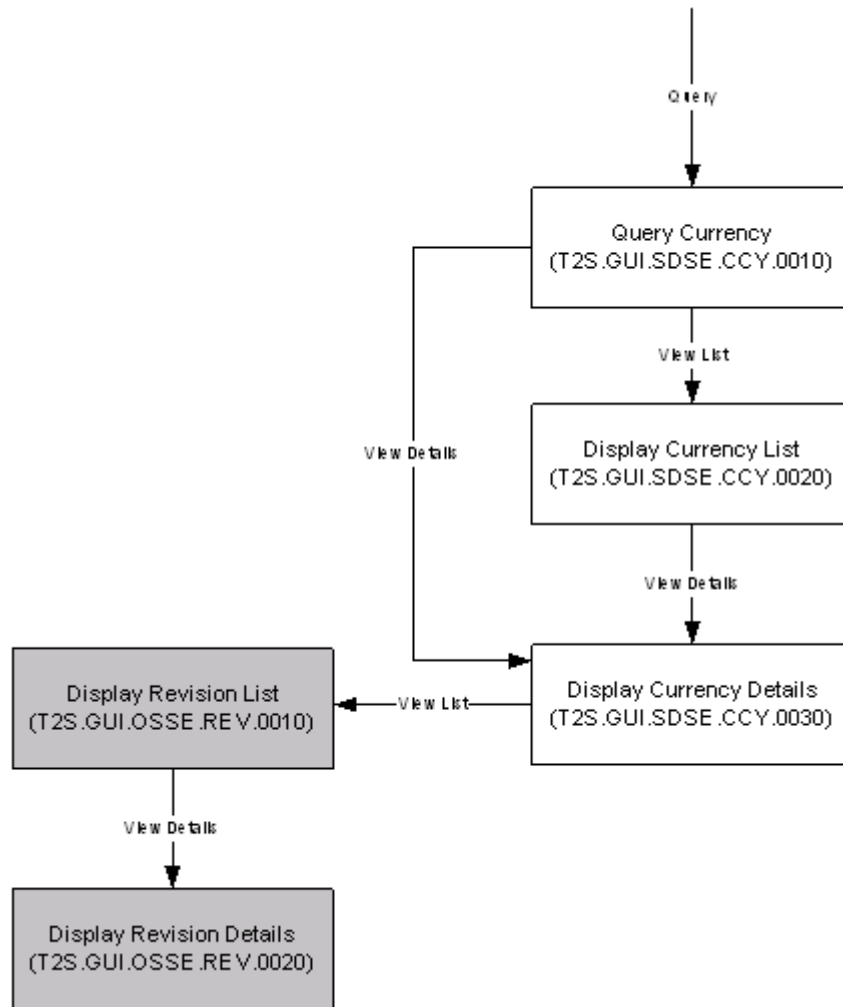 Query
Query Currency
(T2S.GUI.SDSE.CCY.0010)
View List
View Details
Display Currency List
(T2S.GUI.SDSE.CCY.0020)
View Details
Display Revision List
(T2S.GUI.OSSE.REV.0010)
View List
Display Currency Details
(T2S.GUI.SDSE.CCY.0030)
View Details
Display Revision Details
(T2S.GUI.OSSE.REV.0020)